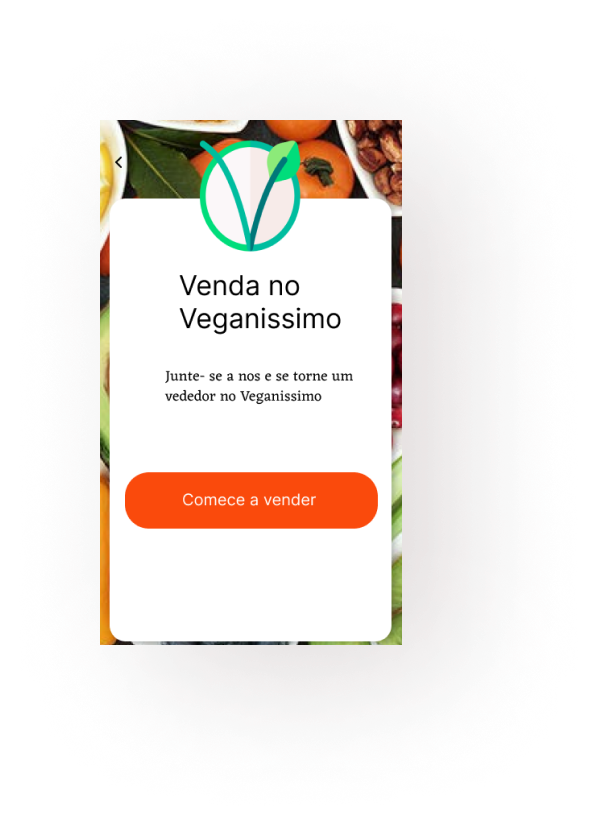 Venda no
Veganissimo
Junte- se a nos e se torne um
vededor no Veganissimo
Comece a vender